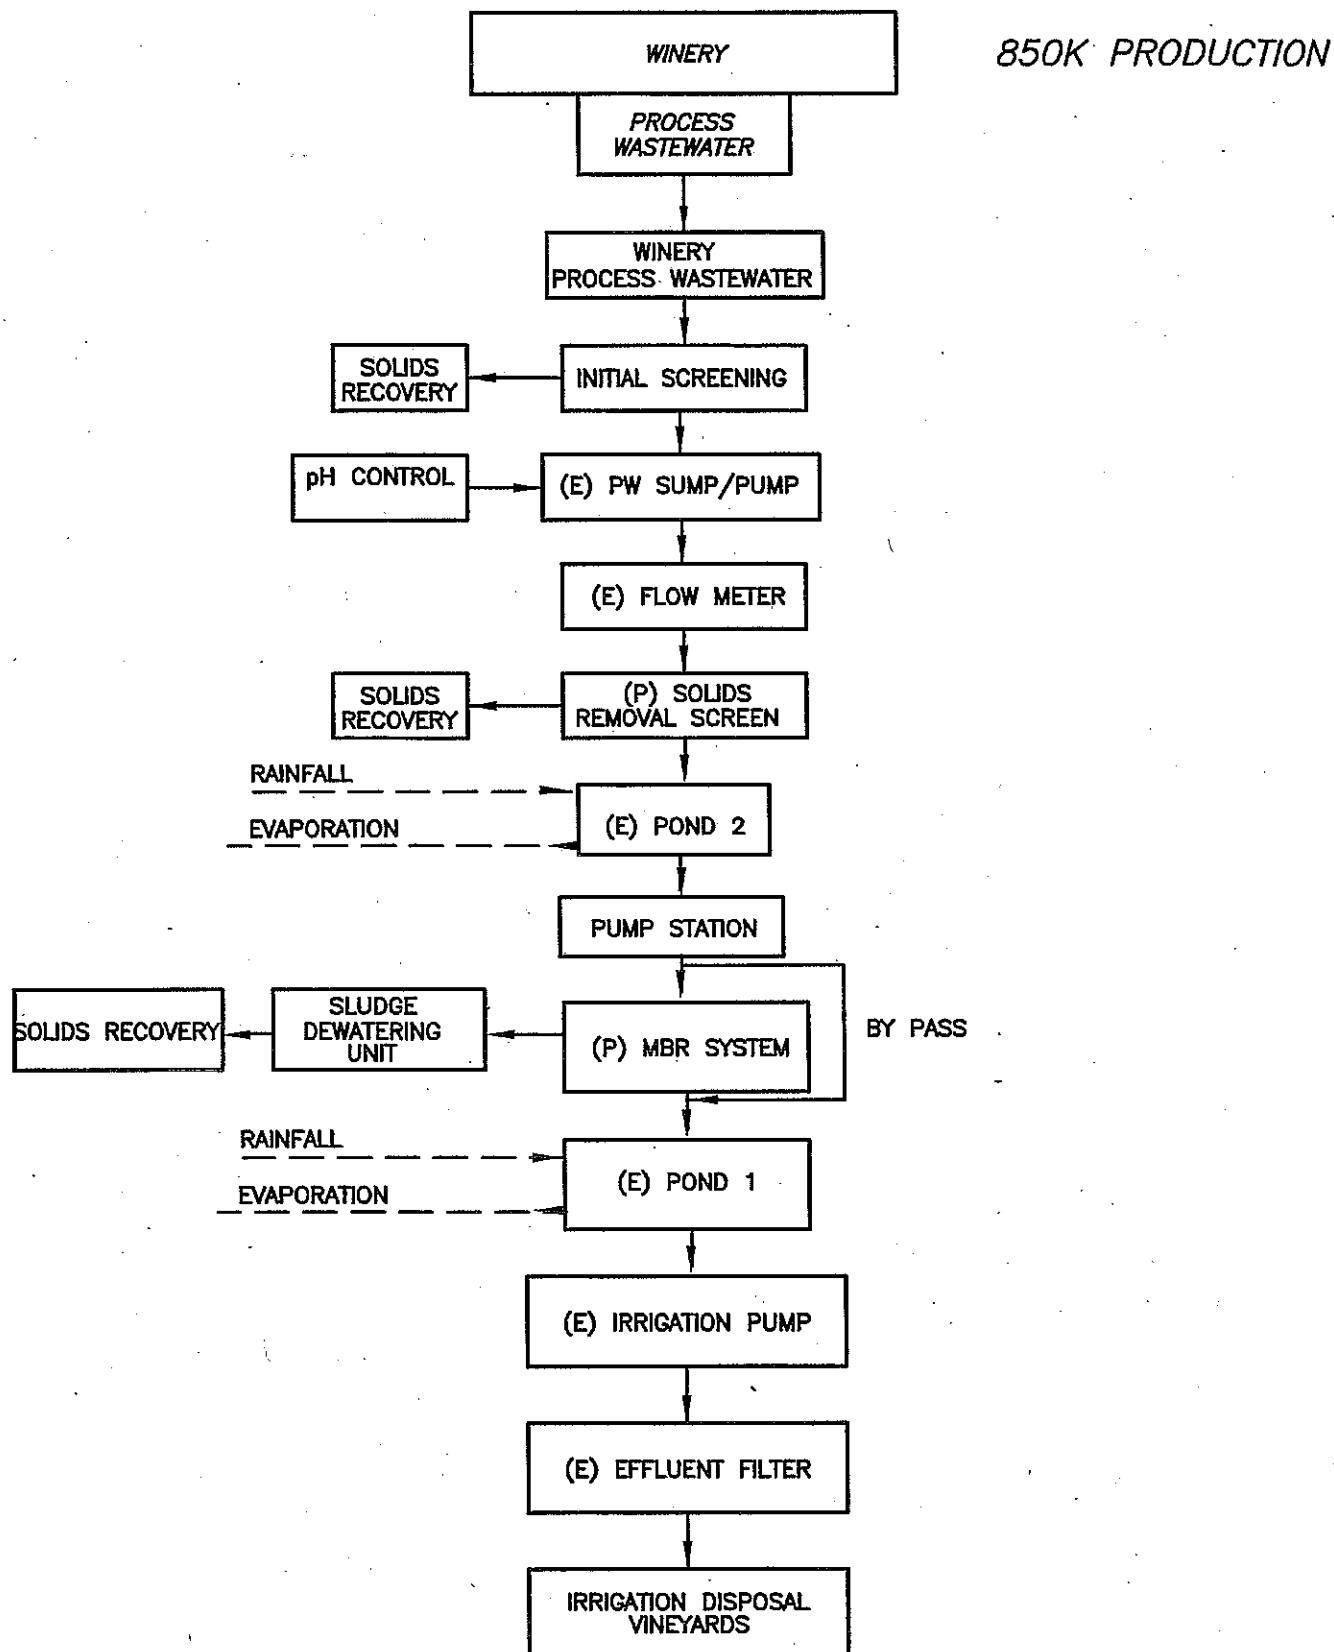 WINERY
850K PRODUCTION
PROCESS
WASTEWATER
WINERY
PROCESS WASTEWATER
SOLIDS
RECOVERY
INITIAL SCREENING
pH CONTROL
(E) PW SUMP/PUMP
(E) FLOW METER
SOLIDS
RECOVERY
(P) SOLIDS
REMOVAL SCREEN
RAINFALL
EVAPORATION
(E) POND 2
PUMP STATION
SOLIDS RECOVERY
SLUDGE
DEWATERING
UNIT
(P) MBR SYSTEM
BY PASS
RAINFALL
EVAPORATION
(E) POND 1
(E) IRRIGATION PUMP
(E) EFFLUENT FILTER
IRRIGATION DISPOSAL
VINEYARDS